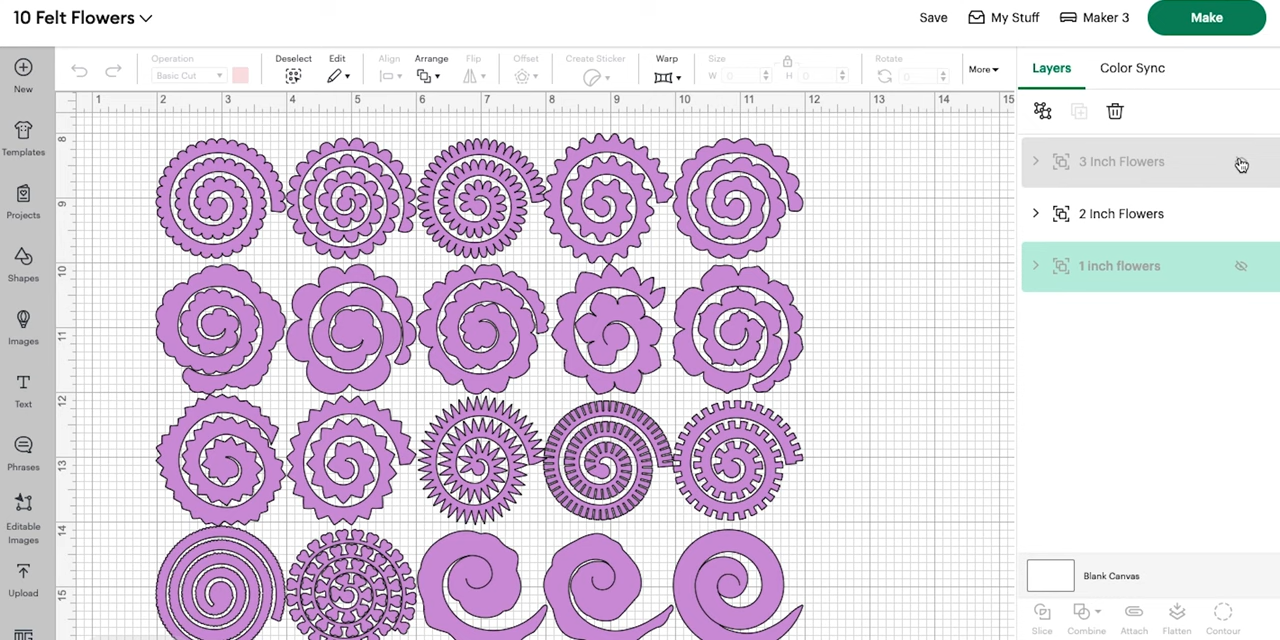 10 Felt Flowers
Save
My Stuff
Maker 3
Make
Operation
Basic Cut
Deselect
Edit
Align
Arrange
Flip
Offset
Create Sticker
Warp
Size
W 0
H 0
Rotate
0
More
Layers
Color Sync
New
Templates
Projects
Shapes
Images
Text
Phrases
Editable
Images
Upload
1 2 3 4 5 6 7 8 9 10 11 12 13 14 15
8
9
10
11
12
13
14
15
3 Inch Flowers
2 Inch Flowers
1 inch flowers
Blank Canvas
Slice
Combine
Attach
Flatten
Contour